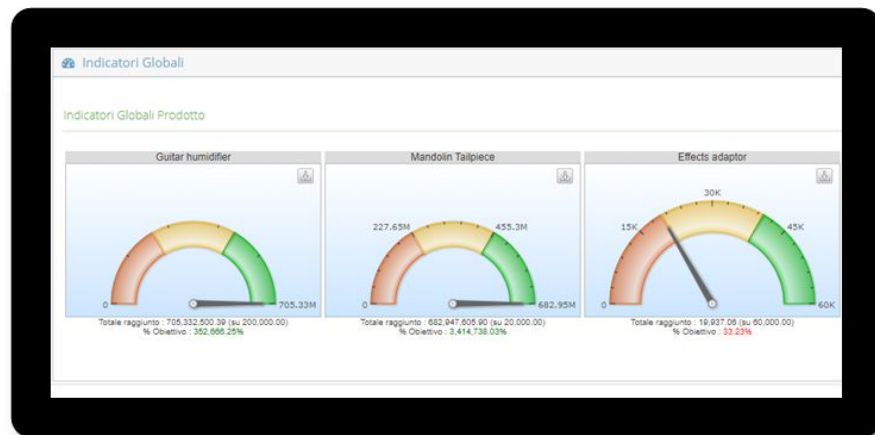 Indicatori Globali
Indicatori Globali Prodotto
Guitar humidifier
Mandolin Tailpiece
Effects adaptor
0
705.33M
0
227.65M
455.3M
682.95M
0
15K
30K
45K
60K
Totale raggiunto : 705,332,500.39 (su 200,000.00)
% Obiettivo : 352,666.25%
Totale raggiunto : 682,947,605.90 (su 20,000.00)
% Obiettivo : 3,414,738.03%
Totale raggiunto : 19,937.06 (su 60,000.00)
% Obiettivo : 33.23%